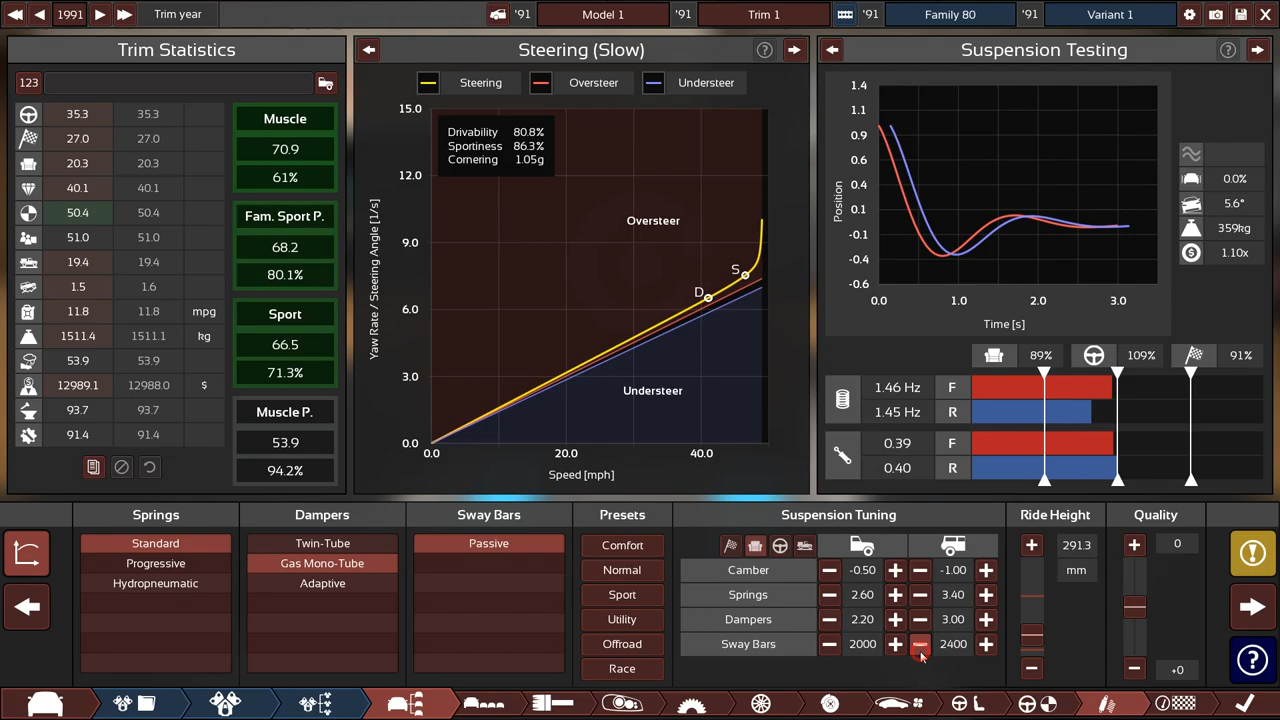 1991
Trim year
'91
Model 1
'91
Trim 1
'91
Family 80
'91
Variant 1
Trim Statistics
123
35.3 35.3
27.0 27.0
20.3 20.3
40.1 40.1
50.4 50.4
51.0 51.0
19.4 19.4
1.5 1.6
11.8 11.8 mpg
1511.4 1511.1 kg
53.9 53.9
12989.1 12988.0 $
93.7 93.7
91.4 91.4
Muscle
70.9
61%
Fam. Sport P.
68.2
80.1%
Sport
66.5
71.3%
Muscle P.
53.9
94.2%
Steering (Slow)
?
Steering
Oversteer
Understeer
15.0
12.0
9.0
6.0
3.0
0.0
Yaw Rate / Steering Angle [1/s]
Drivability 80.8%
Sportiness 86.3%
Cornering 1.05g
Oversteer
S
D
Understeer
0.0 20.0 40.0
Speed [mph]
Suspension Testing
?
1.4
1.1
0.9
0.6
0.4
0.1
-0.1
-0.4
-0.6
Position
0.0 1.0 2.0 3.0
Time [s]
0.0%
5.6°
359kg
1.10x
89%
109%
91%
1.46 Hz F
1.45 Hz R
0.39 F
0.40 R
Springs
Standard
Progressive
Hydropneumatic
Dampers
Twin-Tube
Gas Mono-Tube
Adaptive
Sway Bars
Passive
Presets
Comfort
Normal
Sport
Utility
Offroad
Race
Suspension Tuning
Camber -0.50 -1.00
Springs 2.60 3.40
Dampers 2.20 3.00
Sway Bars 2000 2400
Ride Height
291.3
mm
Quality
0
+0
?